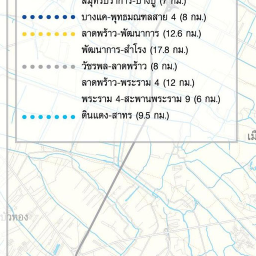 สมุทรปราการ-บางปู (7 กม.)
บางแค-พุทธมณฑลสาย 4 (8 กม.)
ลาดพร้าว-พัฒนาการ (12.6 กม.)
พัฒนาการ-สำโรง (17.8 กม.)
วัชรพล-ลาดพร้าว (8 กม.)
ลาดพร้าว-พระราม 4 (12 กม.)
พระราม 4-สะพานพระราม 9 (6 กม.)
ดินแดง-สาทร (9.5 กม.)